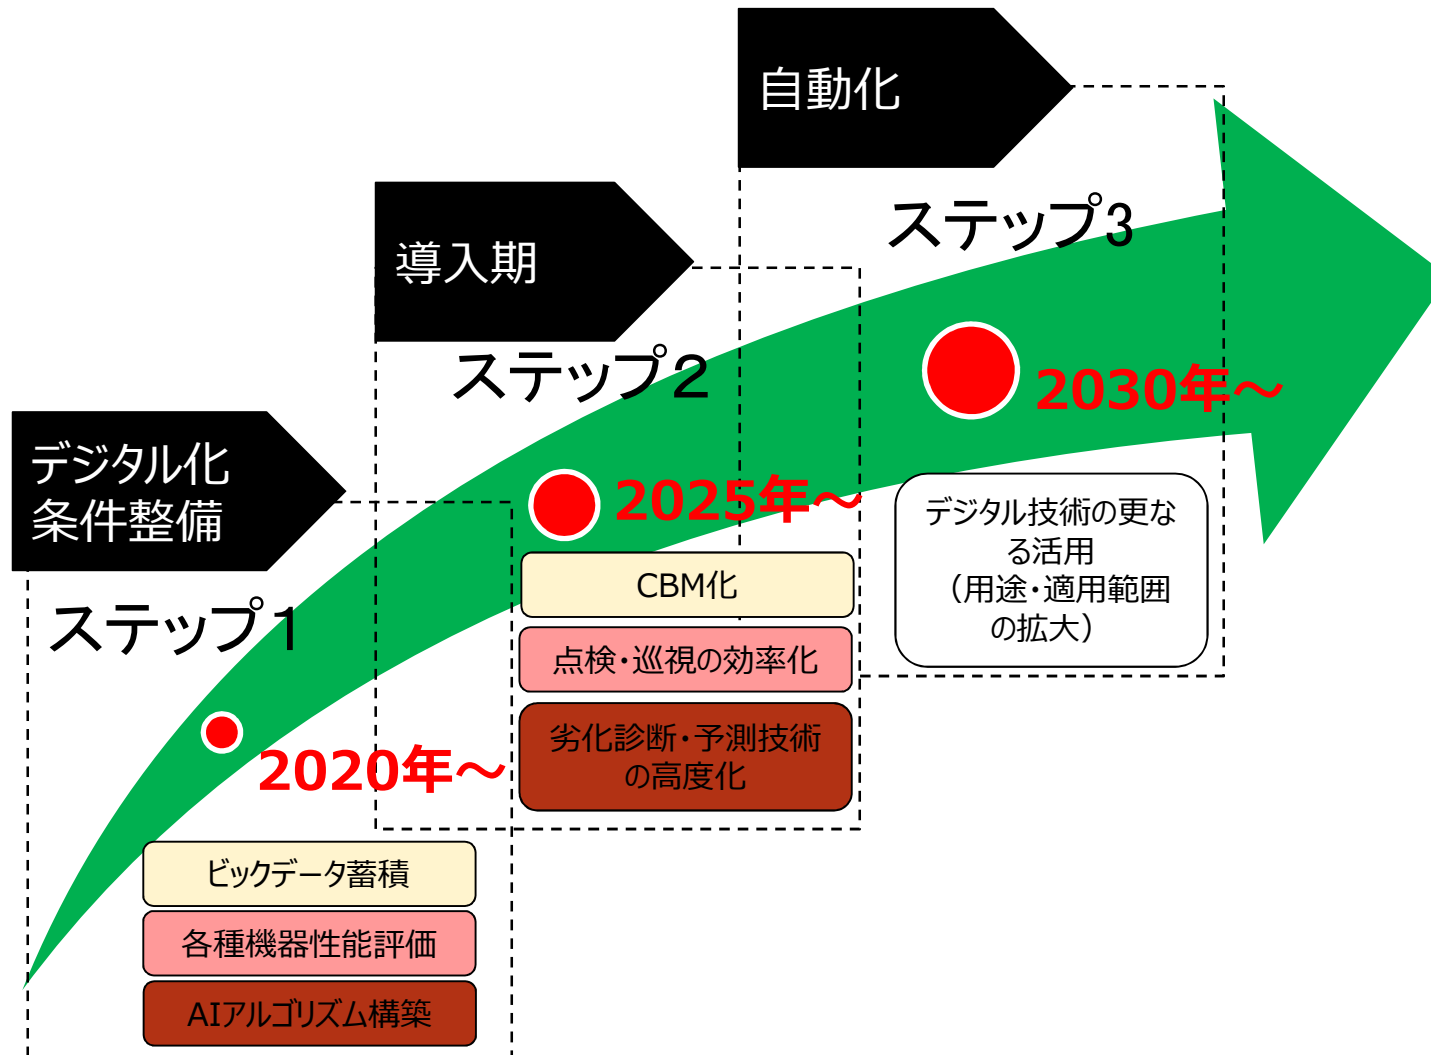 自動化
ステップ3
2030年～
デジタル技術の更な
る活用
（用途・適用範囲
の拡大）
導入期
ステップ２
2025年～
CBM化
点検・巡視の効率化
劣化診断・予測技術
の高度化
デジタル化
条件整備
ステップ１
2020年～
ビックデータ蓄積
各種機器性能評価
AIアルゴリズム構築